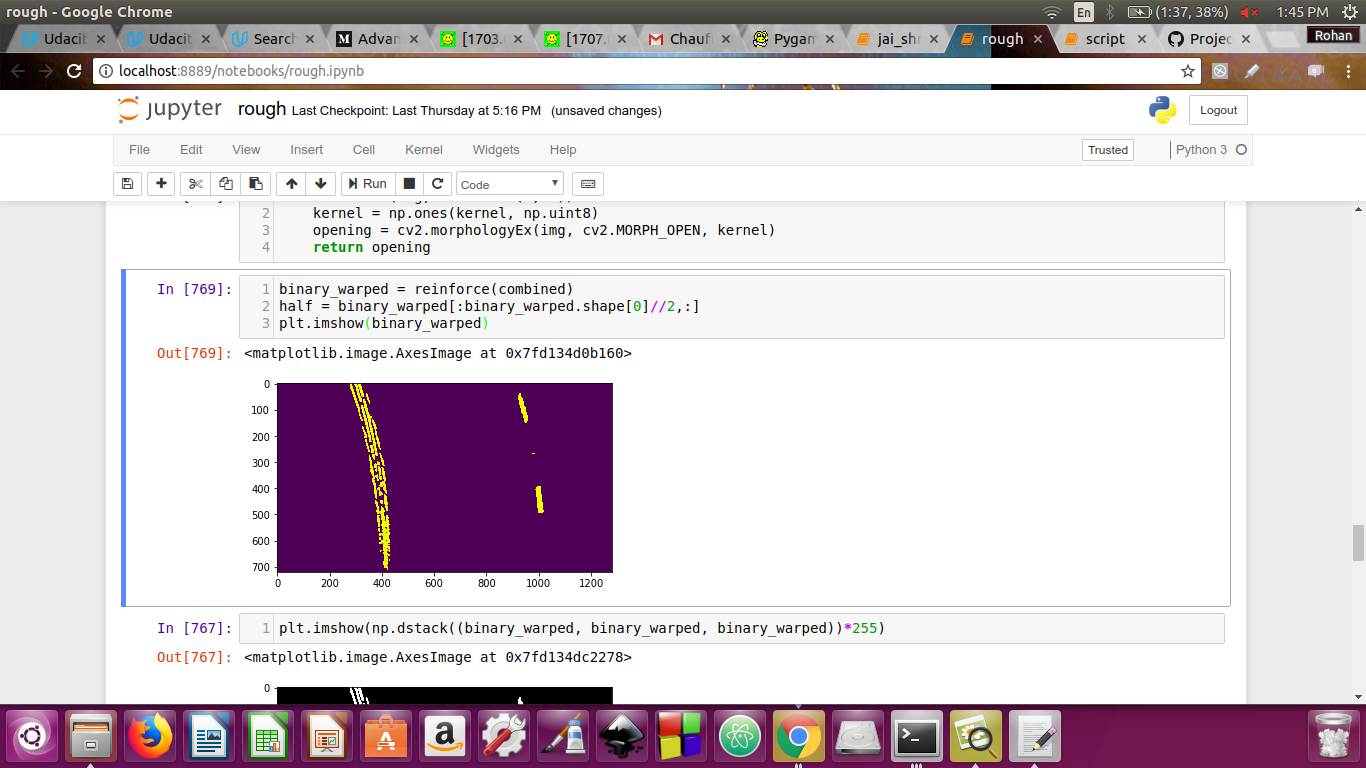 rough - Google Chrome
En (1:37, 38%) 1:45 PM
Udacit Udacit Search Advan [1703. [1707. Chauf Pygam jai_sh rough script Projec Rohan
localhost:8889/notebooks/rough.ipynb
jupyter rough Last Checkpoint: Last Thursday at 5:16 PM (unsaved changes) Logout
File Edit View Insert Cell Kernel Widgets Help Trusted Python 3
Run Code
2 kernel = np.ones(kernel, np.uint8)
3 opening = cv2.morphologyEx(img, cv2.MORPH_OPEN, kernel)
4 return opening
In [769]: 1 binary_warped = reinforce(combined)
2 half = binary_warped[:binary_warped.shape[0]//2,:]
3 plt.imshow(binary_warped)
Out[769]: <matplotlib.image.AxesImage at 0x7fd134d0b160>
0
100
200
300
400
500
600
700
0 200 400 600 800 1000 1200
In [767]: 1 plt.imshow(np.dstack((binary_warped, binary_warped, binary_warped))*255)
Out[767]: <matplotlib.image.AxesImage at 0x7fd134dc2278>
0